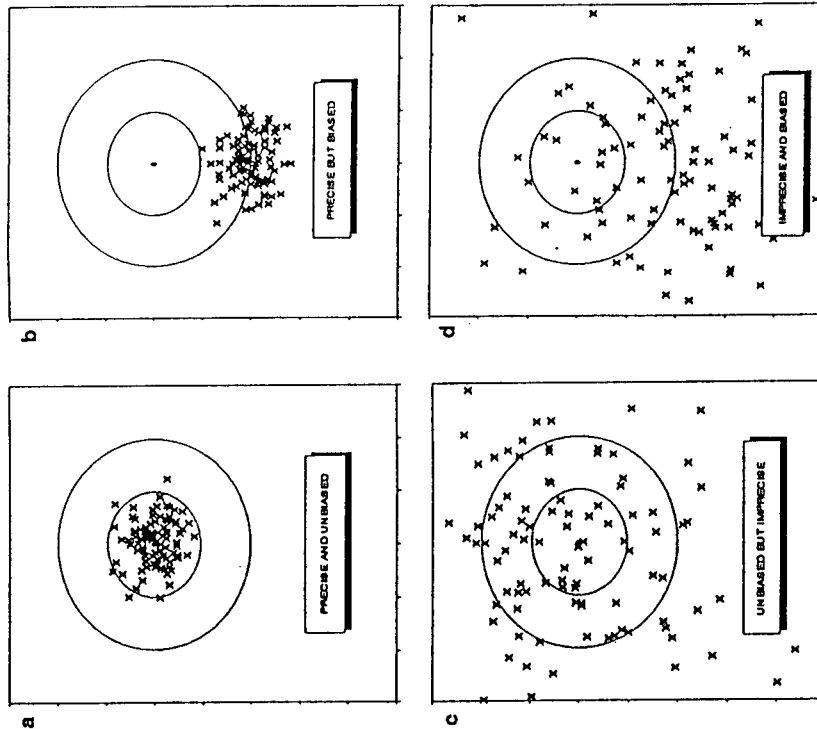 a
PRECISE AND UNBIASED
b
PRECISE BUT BIASED
c
UNBIASED BUT IMPRECISE
d
IMPRECISE AND BIASED